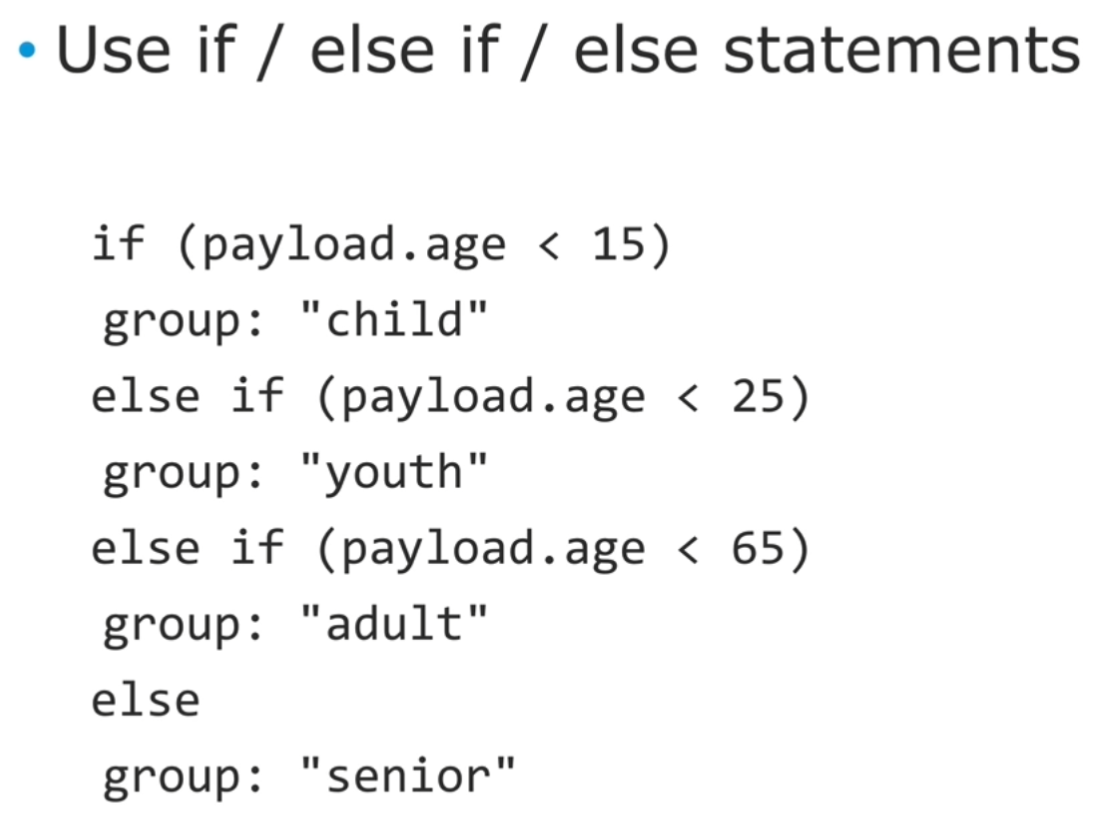 • Use if / else if / else statements
if (payload.age < 15)
group: "child"
else if (payload.age < 25)
group: "youth"
else if (payload.age < 65)
group: "adult"
else
group: "senior"